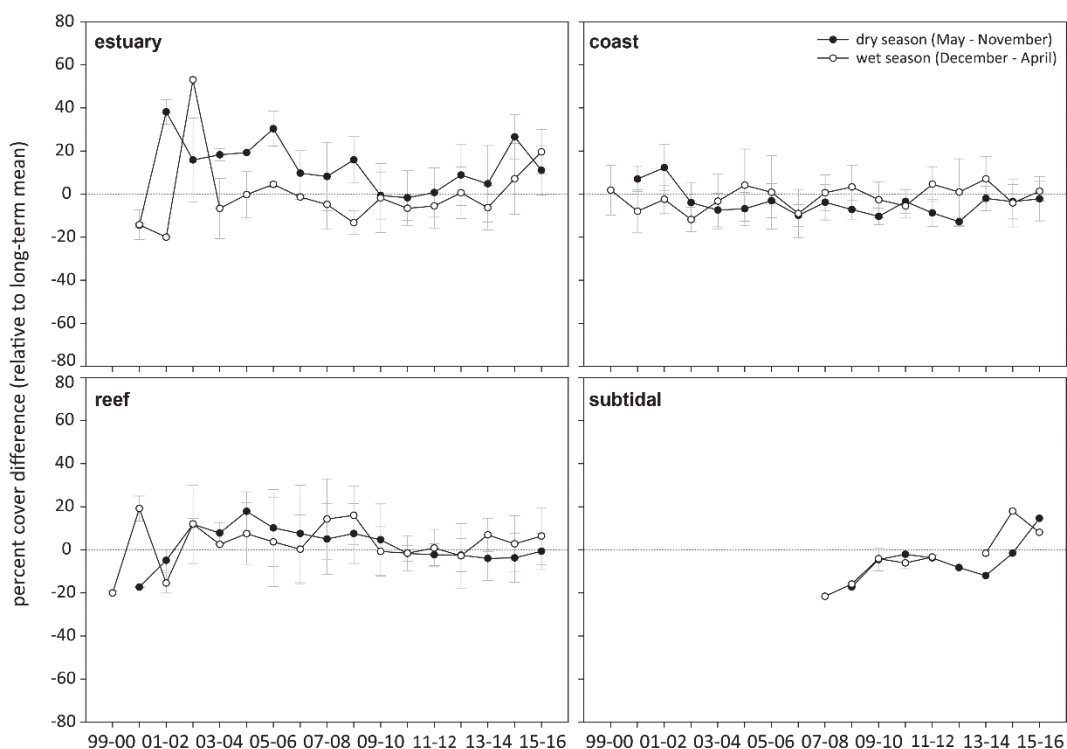 percent cover difference (relative to long-term mean)
80
60
40
20
0
-20
-40
-60
-80
estuary
coast
dry season (May - November)
wet season (December - April)
80
60
40
20
0
-20
-40
-60
-80
reef
subtidal
99-00 01-02 03-04 05-06 07-08 09-10 11-12 13-14 15-16
99-00 01-02 03-04 05-06 07-08 09-10 11-12 13-14 15-16